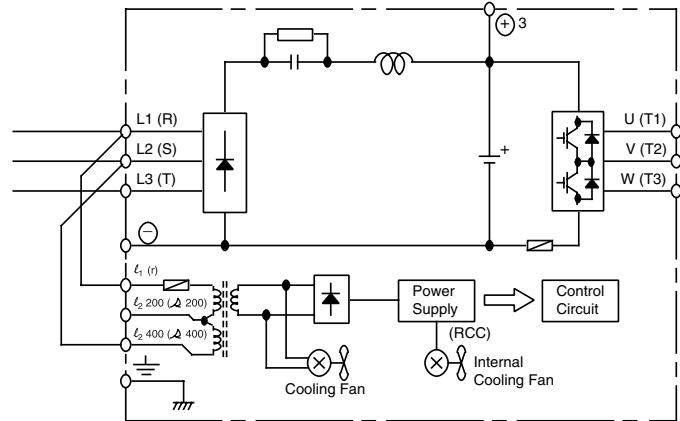 ⊕ 3
L1 (R)
L2 (S)
L3 (T)
U (T1)
V (T2)
W (T3)
+
⊖
ℓ1 (r)
ℓ2 200 (200)
ℓ2 400 (400)
Power
Supply
(RCC)
Control
Circuit
Cooling Fan
Internal
Cooling Fan